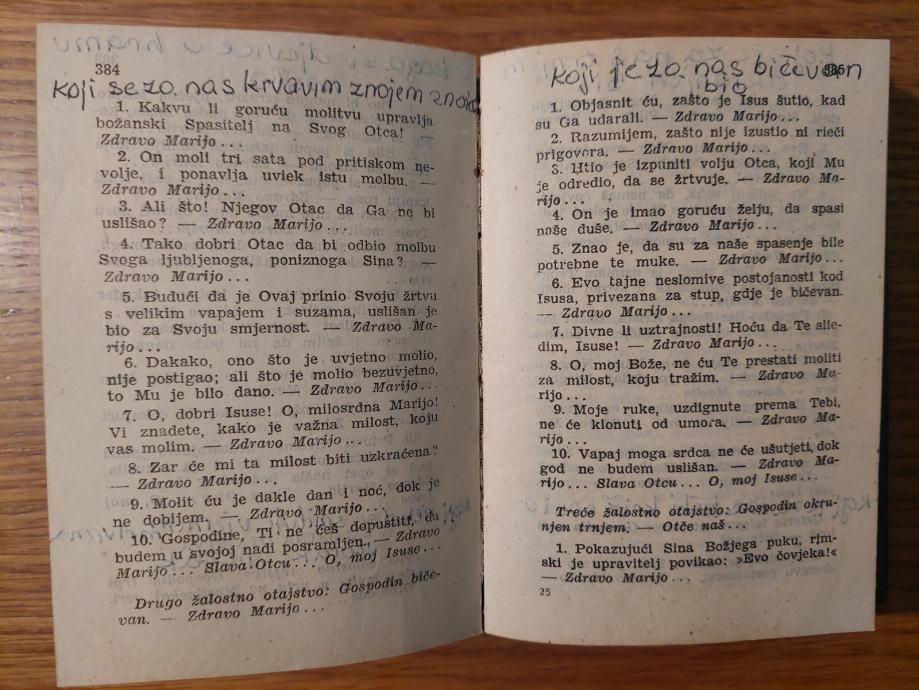 384
koji se za nas krvavim znojem znojio
1. Kakvu li goruću molitvu upravlja
božanski Spasitelj na Svog Otca! —
Zdravo Marijo...
2. On moli tri sata pod pritiskom ne-
volje, i ponavlja uviek istu molbu. —
Zdravo Marijo...
3. Ali što! Njegov Otac da Ga ne bi
uslišao? — Zdravo Marijo...
4. Tako dobri Otac da bi odbio molbu
Svoga ljubljenoga, poniznoga Sina? —
Zdravo Marijo...
5. Budući da je Ovaj prinio Svoju žrtvu
s velikim vapajem i suzama, uslišan je
bio za Svoju smjernost. — Zdravo Ma-
rijo...
6. Dakako, ono što je uvjetno molio,
nije postigao; ali što je molio bezuvjetno,
to Mu je bilo dano. — Zdravo Marijo...
7. O, dobri Isuse! O, milosrdna Marijo!
Vi znadete, kako je važna milost, koju
vas molim. — Zdravo Marijo...
8. Zar će mi ta milost biti uzkraćena?
— Zdravo Marijo...
9. Molit ću je dakle dan i noć, dok je
ne dobijem. — Zdravo Marijo...
10. Gospodine, Ti ne ćeš dopustiti, da
budem u svojoj nadi posramljen. — Zdravo
Marijo... Slava Otcu... O, moj Isuse...
Drugo žalostno otajstvo: Gospodin biče-
van. — Zdravo Marijo...
385
koji je za nas bičevan
bio
1. Objasnit ću, zašto je Isus šutio, kad
su Ga udarali. — Zdravo Marijo...
2. Razumijem, zašto nije izustio ni rieči
prigovora. — Zdravo Marijo...
3. Htio je izpuniti volju Otca, koji Mu
je odredio, da se žrtvuje. — Zdravo Ma-
rijo...
4. On je imao goruću želju, da spasi
naše duše. — Zdravo Marijo...
5. Znao je, da su za naše spasenje bile
potrebne te muke. — Zdravo Marijo...
6. Evo tajne neslomive postojanosti kod
Isusa, privezana za stup, gdje je bičevan.
— Zdravo Marijo...
7. Divne li uztrajnosti! Hoću da Te slie-
dim, Isuse! — Zdravo Marijo...
8. O, moj Bože, ne ću Te prestati moliti
za milost, koju tražim. — Zdravo Ma-
rijo...
9. Moje ruke, uzdignute prema Tebi,
ne će klonuti od umora. — Zdravo Ma-
rijo...
10. Vapaj moga srdca ne će ušutjeti, dok
god ne budem uslišan. — Zdravo Ma-
rijo... Slava Otcu... O, moj Isuse...
Treće žalostno otajstvo: Gospodin okru-
njen trnjem. — Otče naš...
1. Pokazujući Sina Božjega puku, rim-
ski je upravitelj povikao: »Evo čovjeka!«
— Zdravo Marijo...
25